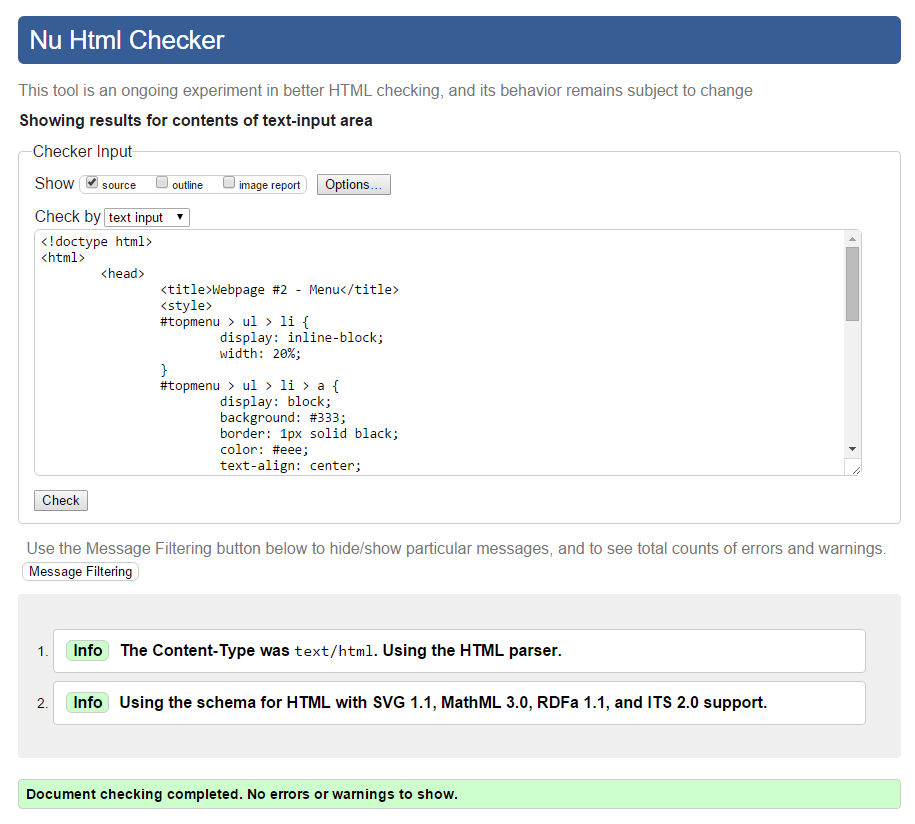 Nu Html Checker
This tool is an ongoing experiment in better HTML checking, and its behavior remains subject to change
Showing results for contents of text-input area
Checker Input
Show source outline image report Options...
Check by text input
<!doctype html>
<html>
<head>
<title>Webpage #2 - Menu</title>
<style>
#topmenu > ul > li {
display: inline-block;
width: 20%;
}
#topmenu > ul > li > a {
display: block;
background: #333;
border: 1px solid black;
color: #eee;
text-align: center;
Check
Use the Message Filtering button below to hide/show particular messages, and to see total counts of errors and warnings.
Message Filtering
1. Info The Content-Type was text/html. Using the HTML parser.
2. Info Using the schema for HTML with SVG 1.1, MathML 3.0, RDFa 1.1, and ITS 2.0 support.
Document checking completed. No errors or warnings to show.